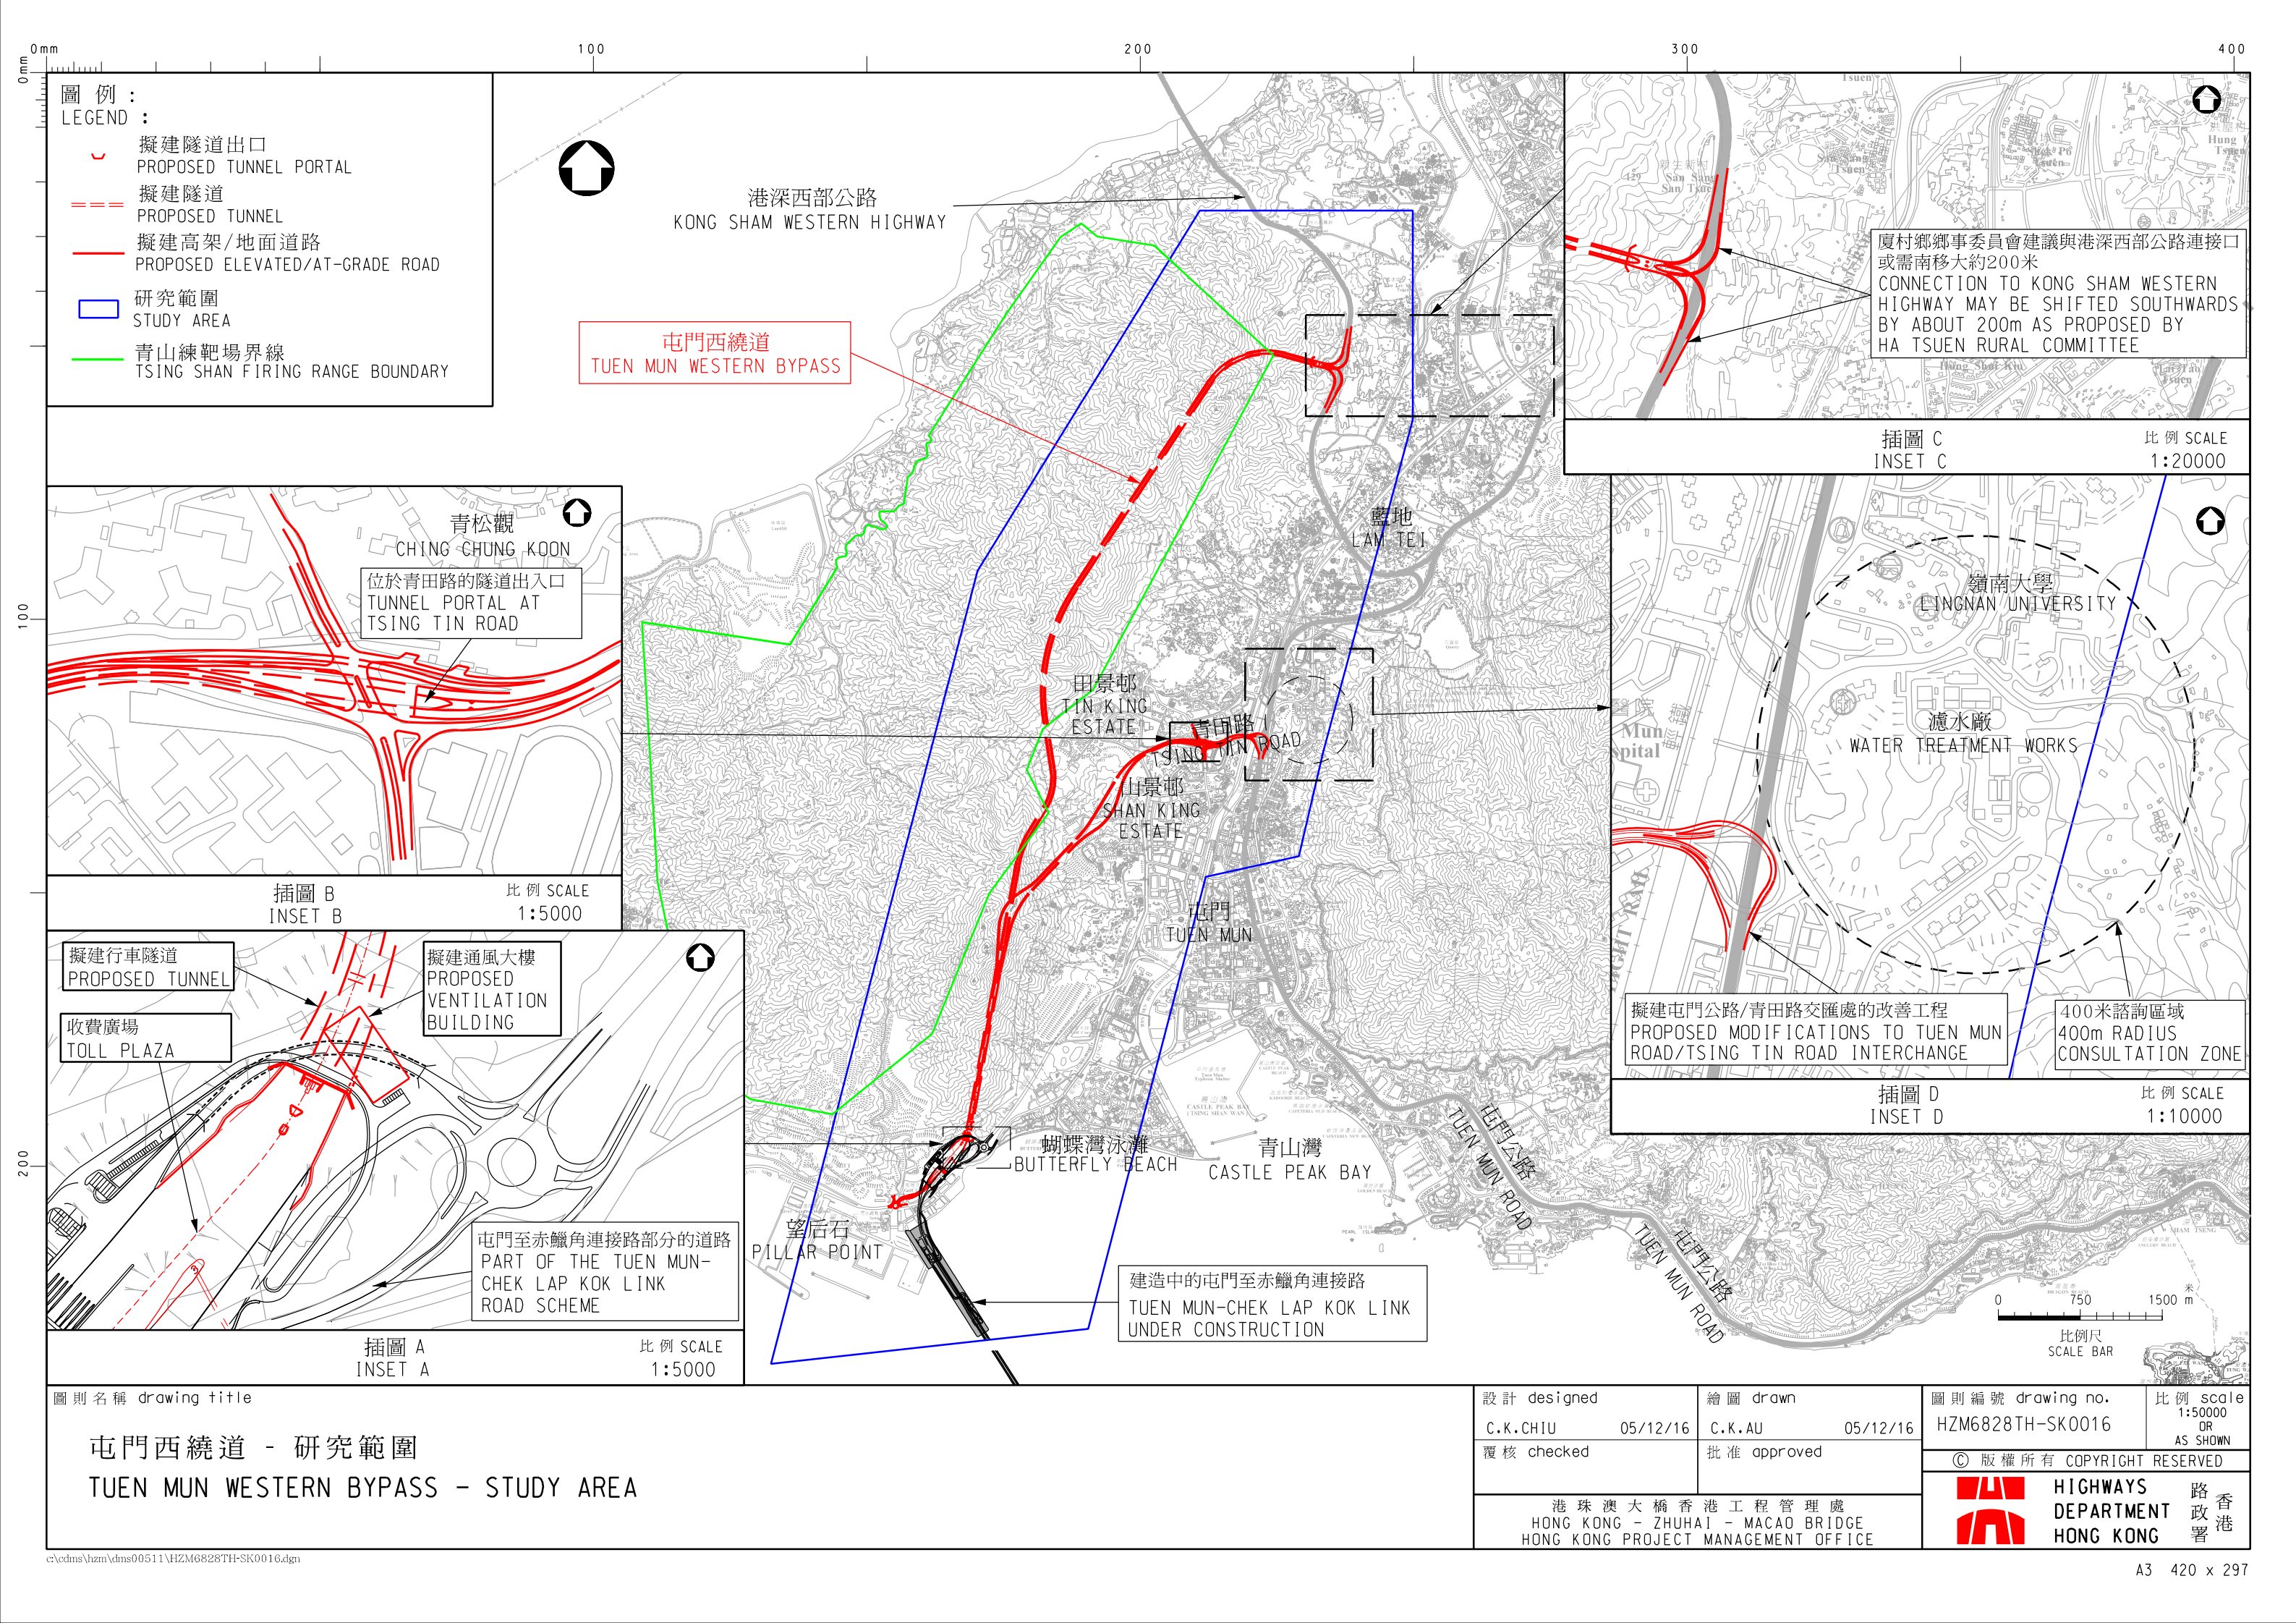 0mm
100
200
300
400
0mm
100
200
圖 例 :
LEGEND :
擬建隧道出口
PROPOSED TUNNEL PORTAL
擬建隧道
PROPOSED TUNNEL
擬建高架/地面道路
PROPOSED ELEVATED/AT-GRADE ROAD
研究範圍
STUDY AREA
青山練靶場界線
TSING SHAN FIRING RANGE BOUNDARY
港深西部公路
KONG SHAM WESTERN HIGHWAY
屯門西繞道
TUEN MUN WESTERN BYPASS
藍地
LAM TEI
田景邨
TIN KING
ESTATE
青田路
TSING TIN ROAD
山景邨
SHAN KING
ESTATE
屯門
TUEN MUN
蝴蝶灣泳灘
BUTTERFLY BEACH
青山灣
CASTLE PEAK BAY
望后石
PILLAR POINT
屯門公路
TUEN MUN ROAD
屯門公路
TUEN MUN ROAD
建造中的屯門至赤鱲角連接路
TUEN MUN-CHEK LAP KOK LINK
UNDER CONSTRUCTION
0 750 1500 米 m
比例尺
SCALE BAR
廈村鄉鄉事委員會建議與港深西部公路連接口
或需南移大約200米
CONNECTION TO KONG SHAM WESTERN
HIGHWAY MAY BE SHIFTED SOUTHWARDS
BY ABOUT 200m AS PROPOSED BY
HA TSUEN RURAL COMMITTEE
San Sang
San Tsuen
Hung Shui Kiu
插圖 C
INSET C
比 例 SCALE
1:20000
青松觀
CHING CHUNG KOON
位於青田路的隧道出入口
TUNNEL PORTAL AT
TSING TIN ROAD
插圖 B
INSET B
比 例 SCALE
1:5000
嶺南大學
LINGNAN UNIVERSITY
濾水廠
WATER TREATMENT WORKS
Mun
spital
擬建屯門公路/青田路交匯處的改善工程
PROPOSED MODIFICATIONS TO TUEN MUN
ROAD/TSING TIN ROAD INTERCHANGE
400米諮詢區域
400m RADIUS
CONSULTATION ZONE
插圖 D
INSET D
比 例 SCALE
1:10000
擬建行車隧道
PROPOSED TUNNEL
擬建通風大樓
PROPOSED
VENTILATION
BUILDING
收費廣場
TOLL PLAZA
屯門至赤鱲角連接路部分的道路
PART OF THE TUEN MUN-
CHEK LAP KOK LINK
ROAD SCHEME
插圖 A
INSET A
比 例 SCALE
1:5000
圖 則 名 稱 drawing title
屯門西繞道 - 研究範圍
TUEN MUN WESTERN BYPASS - STUDY AREA
設 計 designed
C.K.CHIU 05/12/16
繪 圖 drawn
C.K.AU 05/12/16
覆 核 checked
批 准 approved
港 珠 澳 大 橋 香 港 工 程 管 理 處
HONG KONG - ZHUHAI - MACAO BRIDGE
HONG KONG PROJECT MANAGEMENT OFFICE
圖 則 編 號 drawing no.
HZM6828TH-SK0016
比 例 scale
1:50000
OR
AS SHOWN
© 版 權 所 有 COPYRIGHT RESERVED
HIGHWAYS
DEPARTMENT
HONG KONG
香港
路政署
c:\cdms\hzm\dms00511\HZM6828TH-SK0016.dgn
A3 420 x 297